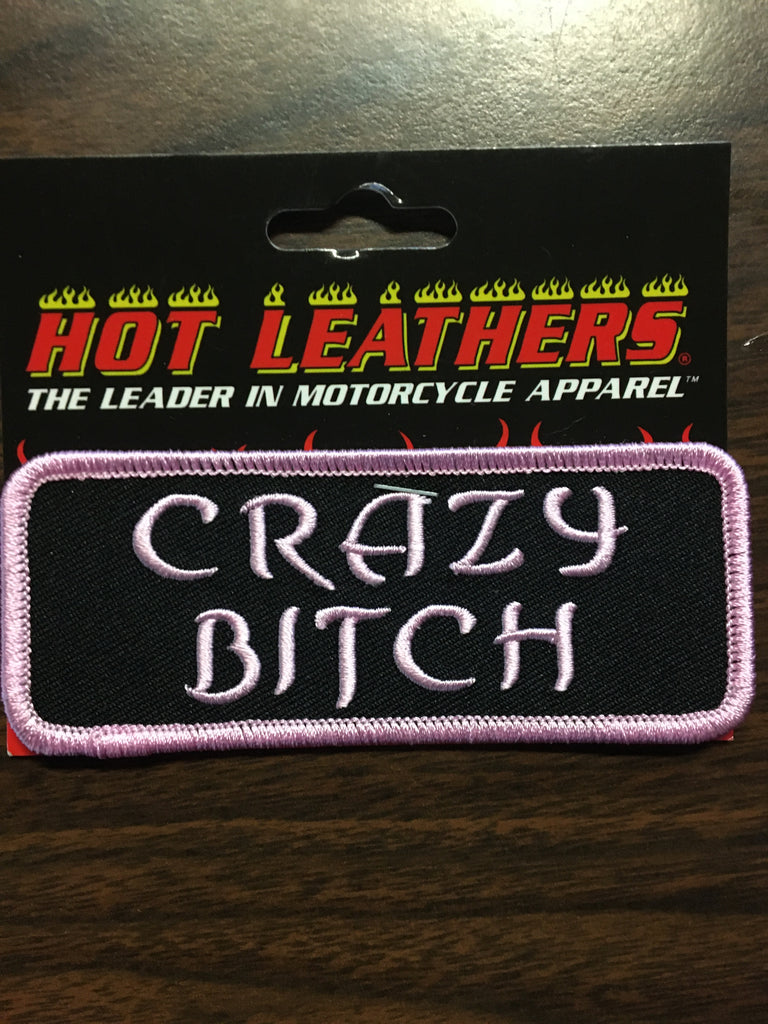 HOT LEATHERS®
THE LEADER IN MOTORCYCLE APPAREL™
CRAZY
BITCH